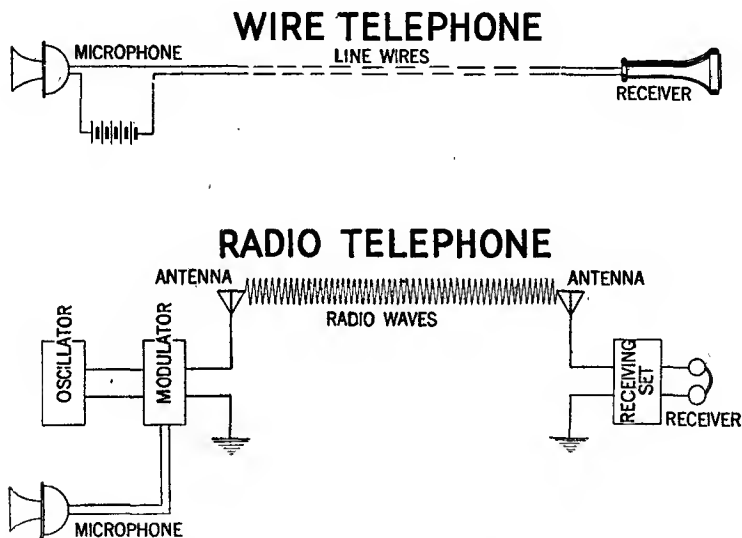 WIRE TELEPHONE
MICROPHONE
LINE WIRES
RECEIVER
RADIO TELEPHONE
ANTENNA
ANTENNA
RADIO WAVES
OSCILLATOR
MODULATOR
RECEIVING
SET
RECEIVER
MICROPHONE